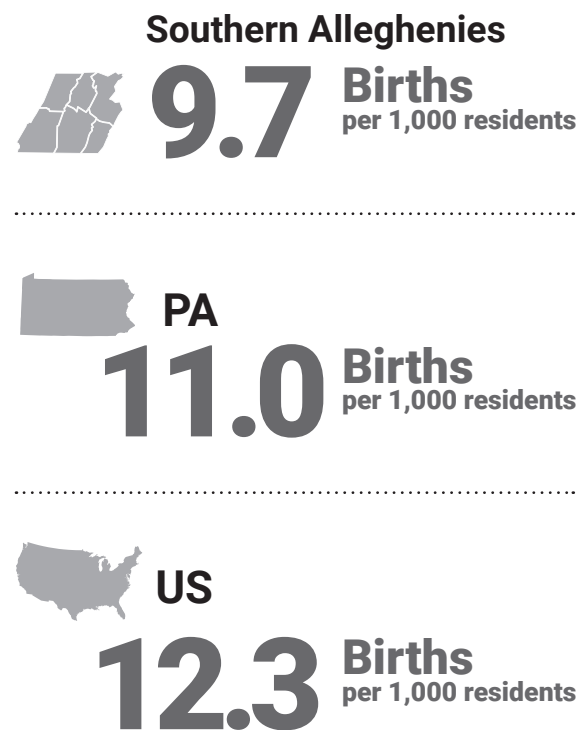 Southern Alleghenies
9.7 Births
per 1,000 residents
PA
11.0 Births
per 1,000 residents
US
12.3 Births
per 1,000 residents